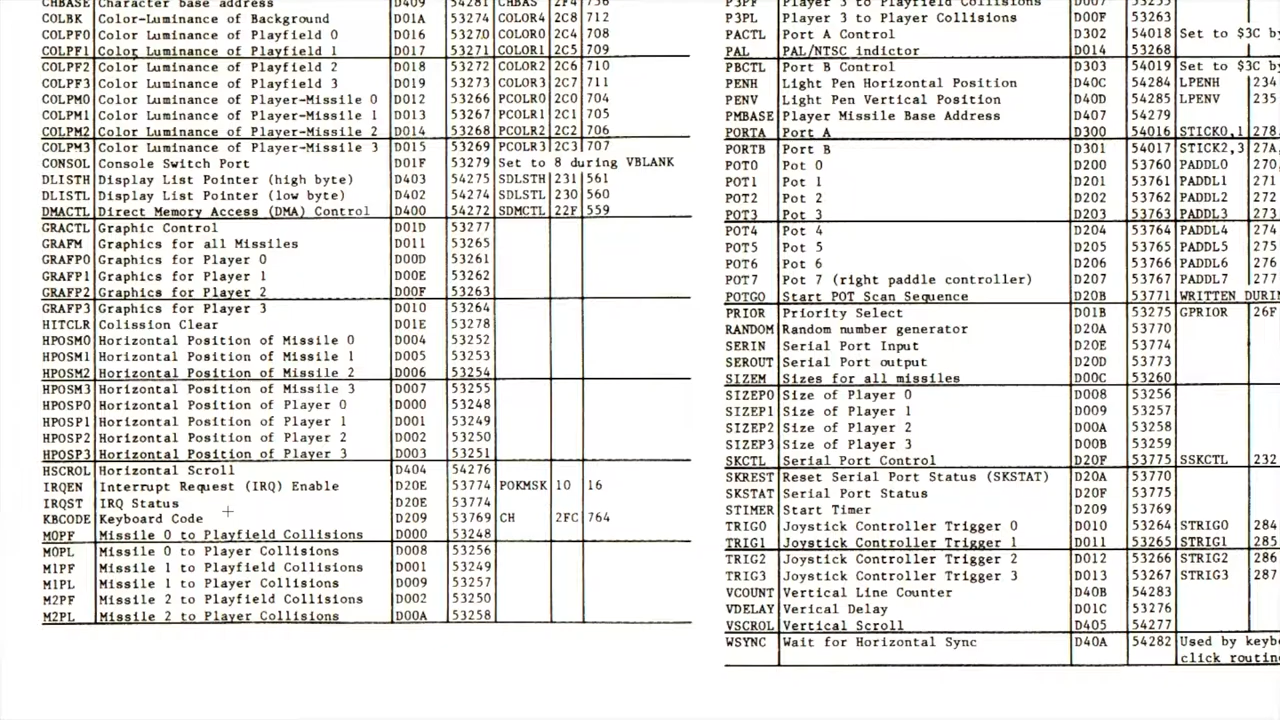 CHBASE Character base address D409 54281 CHBAS 2F4 756
COLBK Color-Luminance of Background D01A 53274 COLOR4 2C8 712
COLPF0 Color Luminance of Playfield 0 D016 53270 COLOR0 2C4 708
COLPF1 Color Luminance of Playfield 1 D017 53271 COLOR1 2C5 709
COLPF2 Color Luminance of Playfield 2 D018 53272 COLOR2 2C6 710
COLPF3 Color Luminance of Playfield 3 D019 53273 COLOR3 2C7 711
COLPM0 Color Luminance of Player-Missile 0 D012 53266 PCOLR0 2C0 704
COLPM1 Color Luminance of Player-Missile 1 D013 53267 PCOLR1 2C1 705
COLPM2 Color Luminance of Player-Missile 2 D014 53268 PCOLR2 2C2 706
COLPM3 Color Luminance of Player-Missile 3 D015 53269 PCOLR3 2C3 707
CONSOL Console Switch Port D01F 53279 Set to 8 during VBLANK
DLISTH Display List Pointer (high byte) D403 54275 SDLSTH 231 561
DLISTL Display List Pointer (low byte) D402 54274 SDLSTL 230 560
DMACTL Direct Memory Access (DMA) Control D400 54272 SDMCTL 22F 559
GRACTL Graphic Control D01D 53277
GRAFM Graphics for all Missiles D011 53265
GRAFP0 Graphics for Player 0 D00D 53261
GRAFP1 Graphics for Player 1 D00E 53262
GRAFP2 Graphics for Player 2 D00F 53263
GRAFP3 Graphics for Player 3 D010 53264
HITCLR Colission Clear D01E 53278
HPOSM0 Horizontal Position of Missile 0 D004 53252
HPOSM1 Horizontal Position of Missile 1 D005 53253
HPOSM2 Horizontal Position of Missile 2 D006 53254
HPOSM3 Horizontal Position of Missile 3 D007 53255
HPOSP0 Horizontal Position of Player 0 D000 53248
HPOSP1 Horizontal Position of Player 1 D001 53249
HPOSP2 Horizontal Position of Player 2 D002 53250
HPOSP3 Horizontal Position of Player 3 D003 53251
HSCROL Horizontal Scroll D404 54276
IRQEN Interrupt Request (IRQ) Enable D20E 53774 POKMSK 10 16
IRQST IRQ Status D20E 53774
KBCODE Keyboard Code D209 53769 CH 2FC 764
M0PF Missile 0 to Playfield Collisions D000 53248
M0PL Missile 0 to Player Collisions D008 53256
M1PF Missile 1 to Playfield Collisions D001 53249
M1PL Missile 1 to Player Collisions D009 53257
M2PF Missile 2 to Playfield Collisions D002 53250
M2PL Missile 2 to Player Collisions D00A 53258
P3PF Player 3 to Playfield Collisions D007 53255
P3PL Player 3 to Player Collisions D00F 53263
PACTL Port A Control D302 54018 Set to $3C by
PAL PAL/NTSC indictor D014 53268
PBCTL Port B Control D303 54019 Set to $3C by
PENH Light Pen Horizontal Position D40C 54284 LPENH 234
PENV Light Pen Vertical Position D40D 54285 LPENV 235
PMBASE Player Missile Base Address D407 54279
PORTA Port A D300 54016 STICK0,1 278
PORTB Port B D301 54017 STICK2,3 27A,
POT0 Pot 0 D200 53760 PADDL0 270
POT1 Pot 1 D201 53761 PADDL1 271
POT2 Pot 2 D202 53762 PADDL2 272
POT3 Pot 3 D203 53763 PADDL3 273
POT4 Pot 4 D204 53764 PADDL4 274
POT5 Pot 5 D205 53765 PADDL5 275
POT6 Pot 6 D206 53766 PADDL6 276
POT7 Pot 7 (right paddle controller) D207 53767 PADDL7 277
POTGO Start POT Scan Sequence D20B 53771 WRITTEN DURIN
PRIOR Priority Select D01B 53275 GPRIOR 26F
RANDOM Random number generator D20A 53770
SERIN Serial Port Input D20E 53774
SEROUT Serial Port output D20D 53773
SIZEM Sizes for all missiles D00C 53260
SIZEP0 Size of Player 0 D008 53256
SIZEP1 Size of Player 1 D009 53257
SIZEP2 Size of Player 2 D00A 53258
SIZEP3 Size of Player 3 D00B 53259
SKCTL Serial Port Control D20F 53775 SSKCTL 232
SKREST Reset Serial Port Status (SKSTAT) D20A 53770
SKSTAT Serial Port Status D20F 53775
STIMER Start Timer D209 53769
TRIG0 Joystick Controller Trigger 0 D010 53264 STRIG0 284
TRIG1 Joystick Controller Trigger 1 D011 53265 STRIG1 285
TRIG2 Joystick Controller Trigger 2 D012 53266 STRIG2 286
TRIG3 Joystick Controller Trigger 3 D013 53267 STRIG3 287
VCOUNT Vertical Line Counter D40B 54283
VDELAY Verical Delay D01C 53276
VSCROL Vertical Scroll D405 54277
WSYNC Wait for Horizontal Sync D40A 54282 Used by keyb
click routin